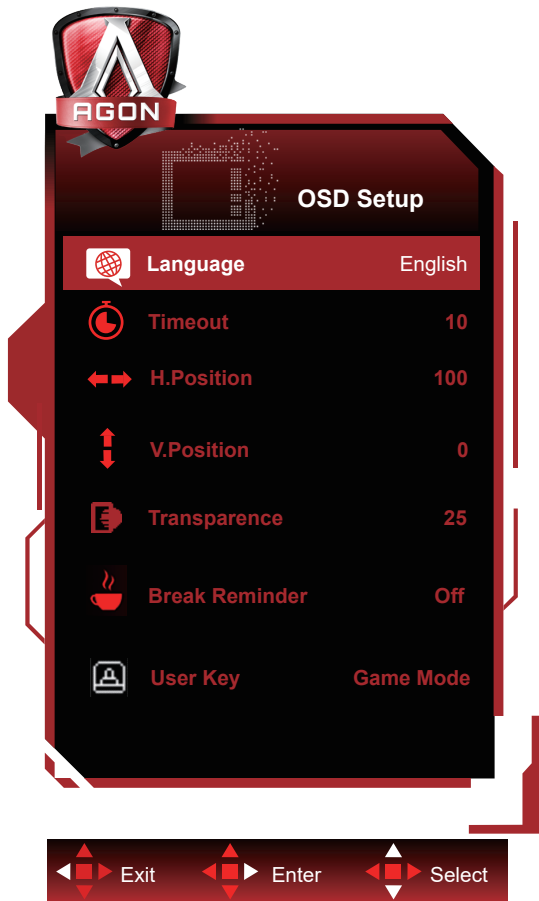 AGON
OSD Setup
Language English
Timeout 10
H.Position 100
V.Position 0
Transparence 25
Break Reminder Off
User Key Game Mode
Exit Enter Select